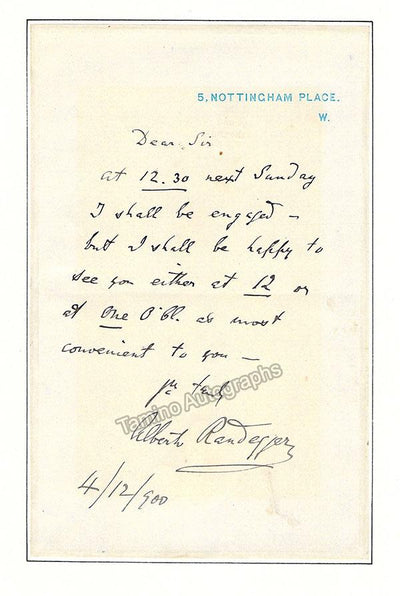 5, NOTTINGHAM PLACE.
W.
Dear Sir
at 12.30 next Sunday
I shall be engaged –
but I shall be happy to
see you either at 12 or
at One O'Cl. as most
convenient to you –
truly
Tamino Autographs
Alberto Randegger
4/12/900